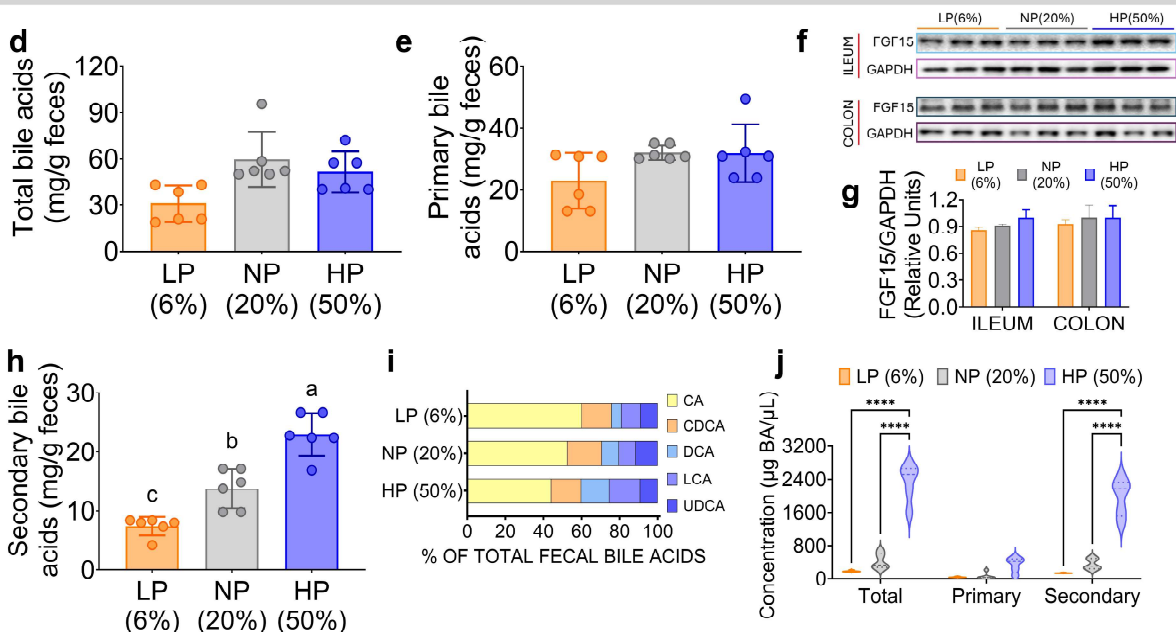 d
Total bile acids
(mg/g feces)
120
90
60
30
0
LP
(6%)
NP
(20%)
HP
(50%)
e
Primary bile
acids (mg/g feces)
60
40
20
0
LP
(6%)
NP
(20%)
HP
(50%)
f
LP(6%) NP(20%) HP(50%)
ILEUM
FGF15
GAPDH
COLON
FGF15
GAPDH
g
LP
(6%)
NP
(20%)
HP
(50%)
FGF15/GAPDH
(Relative Units)
1.2
0.9
0.6
0.3
0.0
ILEUM COLON
h
Secondary bile
acids (mg/g feces)
30
20
10
0
c
b
a
LP
(6%)
NP
(20%)
HP
(50%)
i
LP (6%)
NP (20%)
HP (50%)
0 20 40 60 80 100
% OF TOTAL FECAL BILE ACIDS
CA
CDCA
DCA
LCA
UDCA
j
LP (6%) NP (20%) HP (50%)
Concentration (µg BA/µL)
3200
2400
1600
800
0
****
****
****
****
Total Primary Secondary